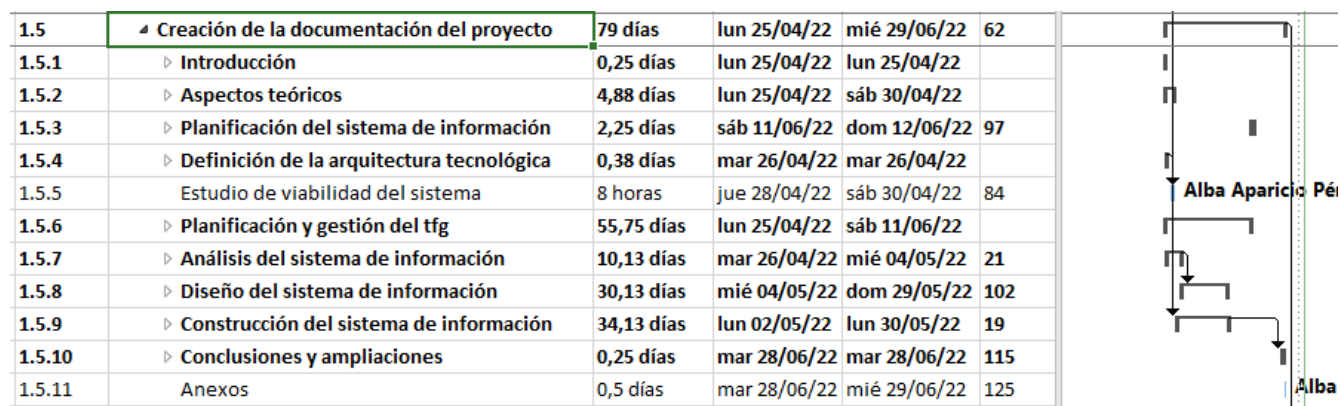 1.5 Creación de la documentación del proyecto 79 días lun 25/04/22 mié 29/06/22 62
1.5.1 Introducción 0,25 días lun 25/04/22 lun 25/04/22
1.5.2 Aspectos teóricos 4,88 días lun 25/04/22 sáb 30/04/22
1.5.3 Planificación del sistema de información 2,25 días sáb 11/06/22 dom 12/06/22 97
1.5.4 Definición de la arquitectura tecnológica 0,38 días mar 26/04/22 mar 26/04/22
1.5.5 Estudio de viabilidad del sistema 8 horas jue 28/04/22 sáb 30/04/22 84 Alba Aparicio Pér
1.5.6 Planificación y gestión del tfg 55,75 días lun 25/04/22 sáb 11/06/22
1.5.7 Análisis del sistema de información 10,13 días mar 26/04/22 mié 04/05/22 21
1.5.8 Diseño del sistema de información 30,13 días mié 04/05/22 dom 29/05/22 102
1.5.9 Construcción del sistema de información 34,13 días lun 02/05/22 lun 30/05/22 19
1.5.10 Conclusiones y ampliaciones 0,25 días mar 28/06/22 mar 28/06/22 115
1.5.11 Anexos 0,5 días mar 28/06/22 mié 29/06/22 125 Alba